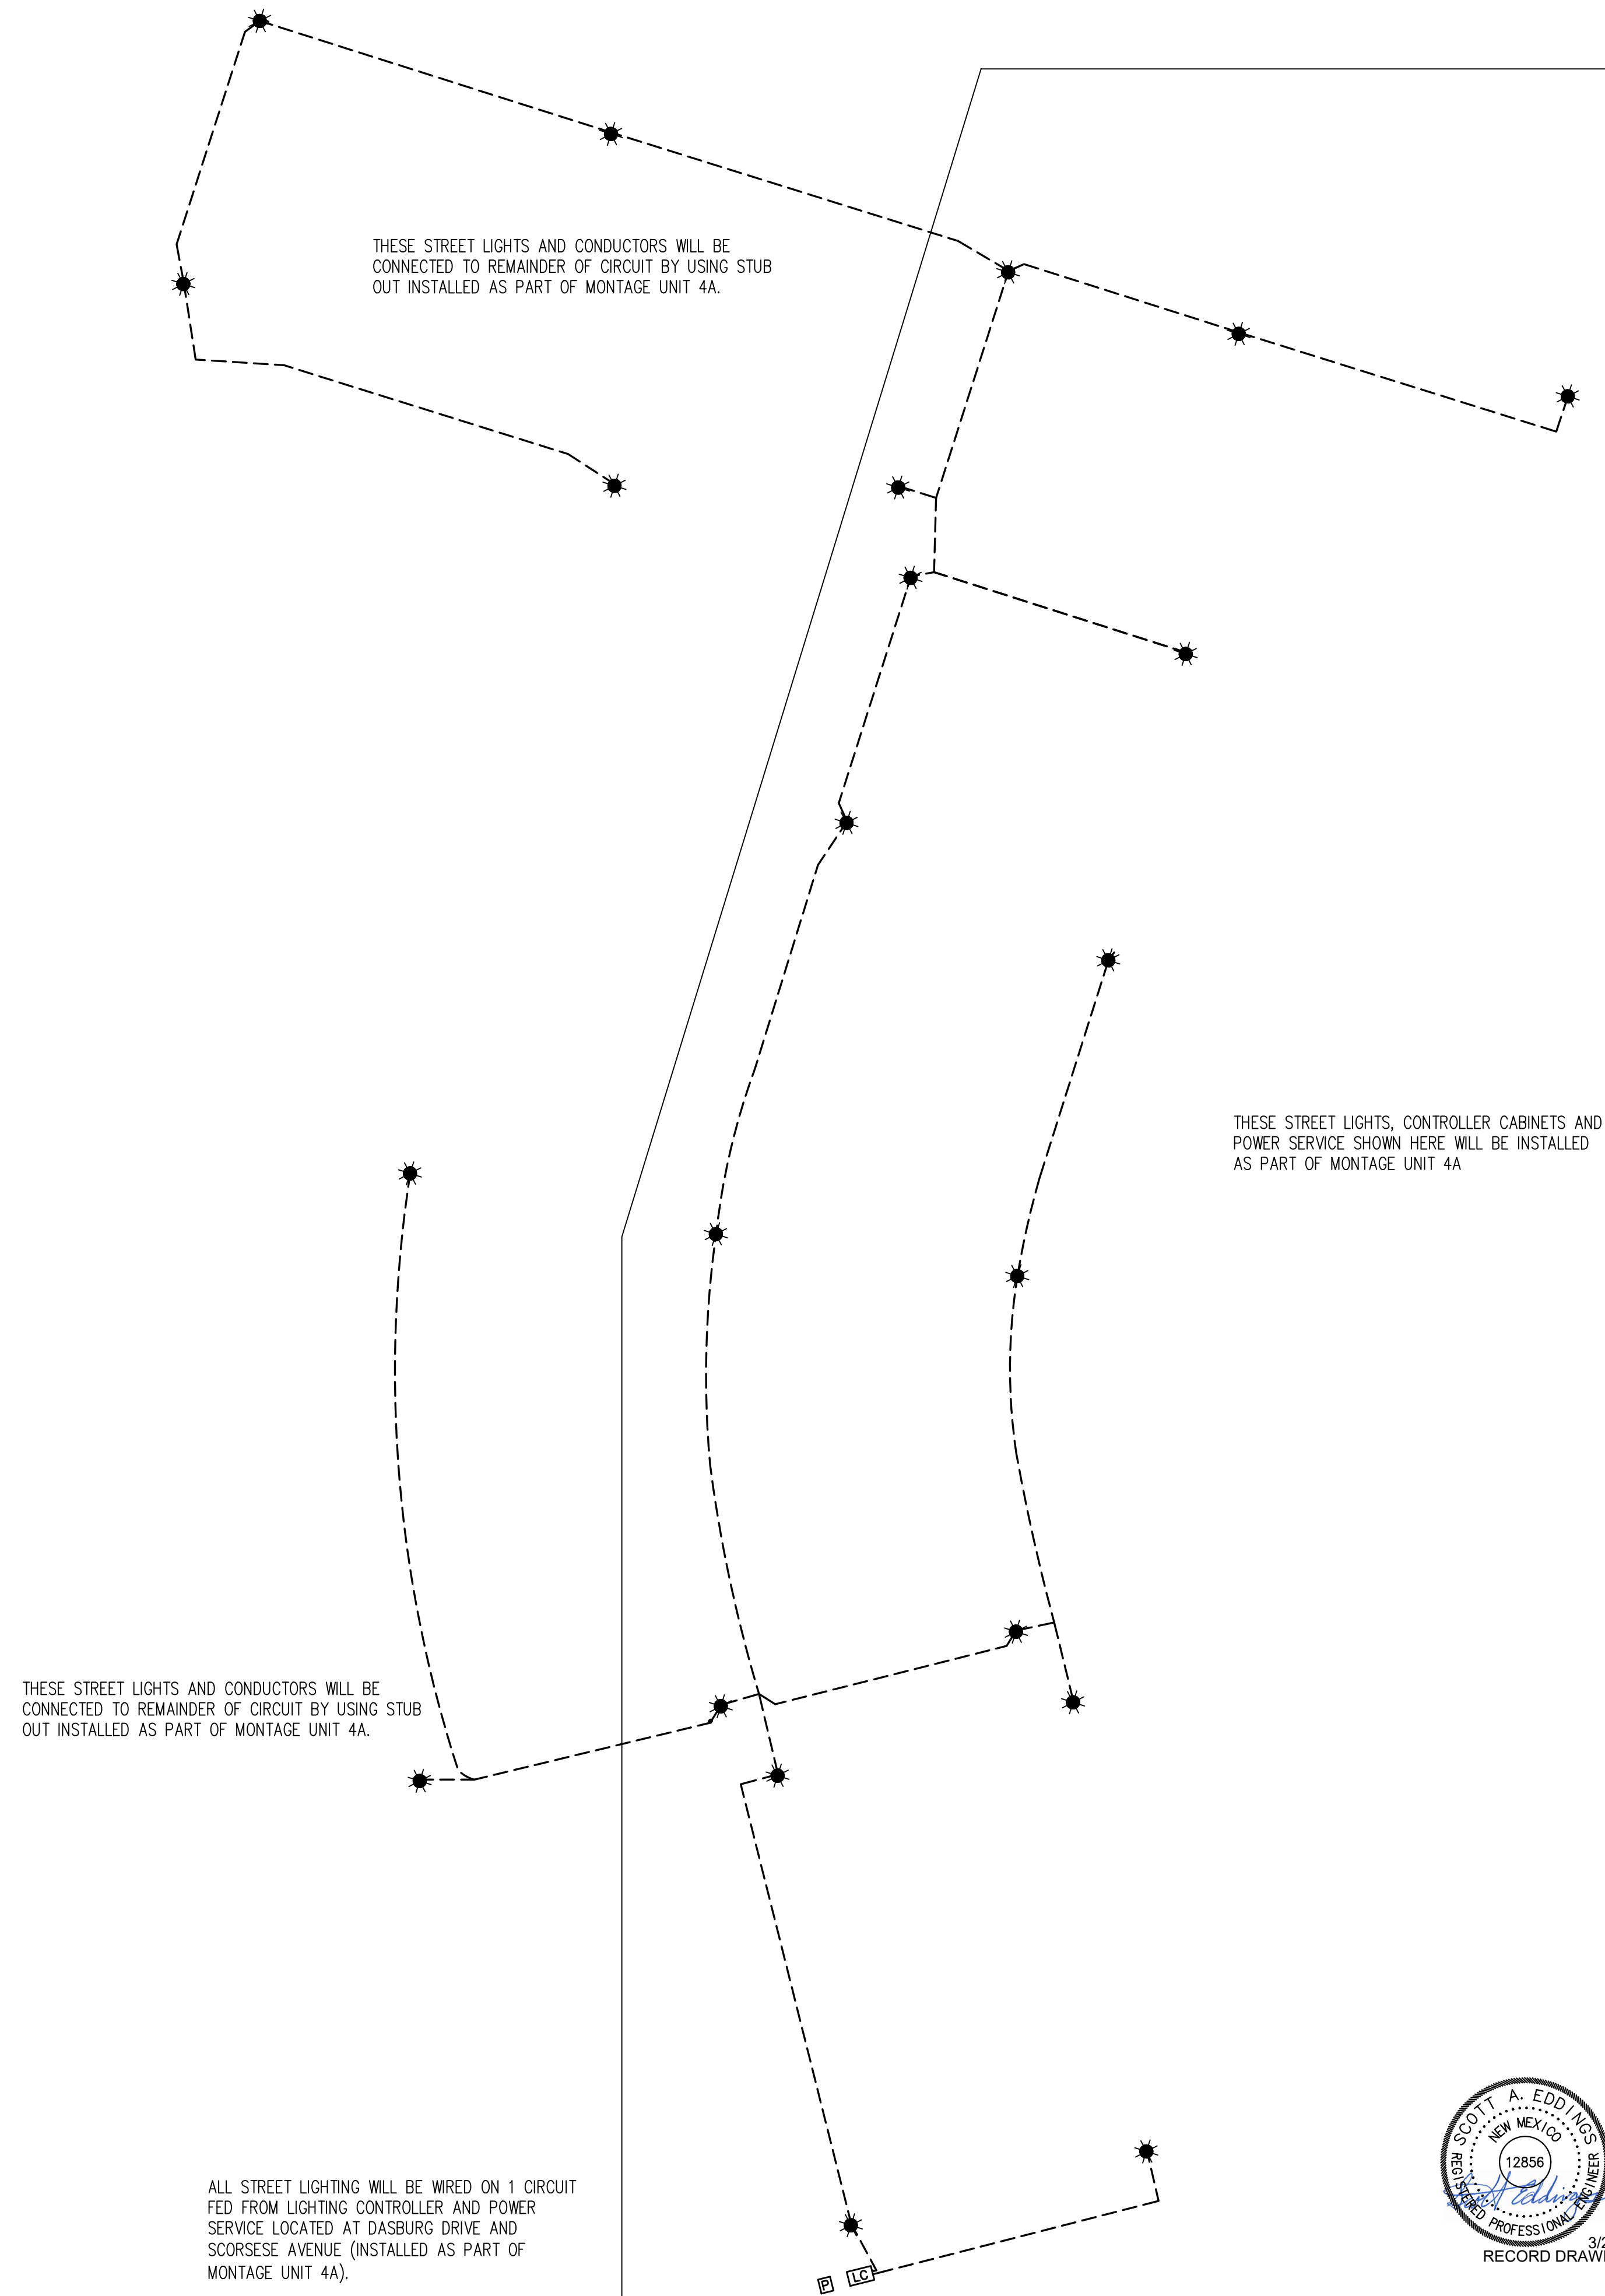 THESE STREET LIGHTS AND CONDUCTORS WILL BE
CONNECTED TO REMAINDER OF CIRCUIT BY USING STUB
OUT INSTALLED AS PART OF MONTAGE UNIT 4A.
THESE STREET LIGHTS, CONTROLLER CABINETS AND
POWER SERVICE SHOWN HERE WILL BE INSTALLED
AS PART OF MONTAGE UNIT 4A
THESE STREET LIGHTS AND CONDUCTORS WILL BE
CONNECTED TO REMAINDER OF CIRCUIT BY USING STUB
OUT INSTALLED AS PART OF MONTAGE UNIT 4A.
ALL STREET LIGHTING WILL BE WIRED ON 1 CIRCUIT
FED FROM LIGHTING CONTROLLER AND POWER
SERVICE LOCATED AT DASBURG DRIVE AND
SCORSESE AVENUE (INSTALLED AS PART OF
MONTAGE UNIT 4A).
P
LC
SCOTT A. EDDINGS
NEW MEXICO
12856
REGISTERED PROFESSIONAL ENGINEER
Scott Eddings
3/2
RECORD DRAWI